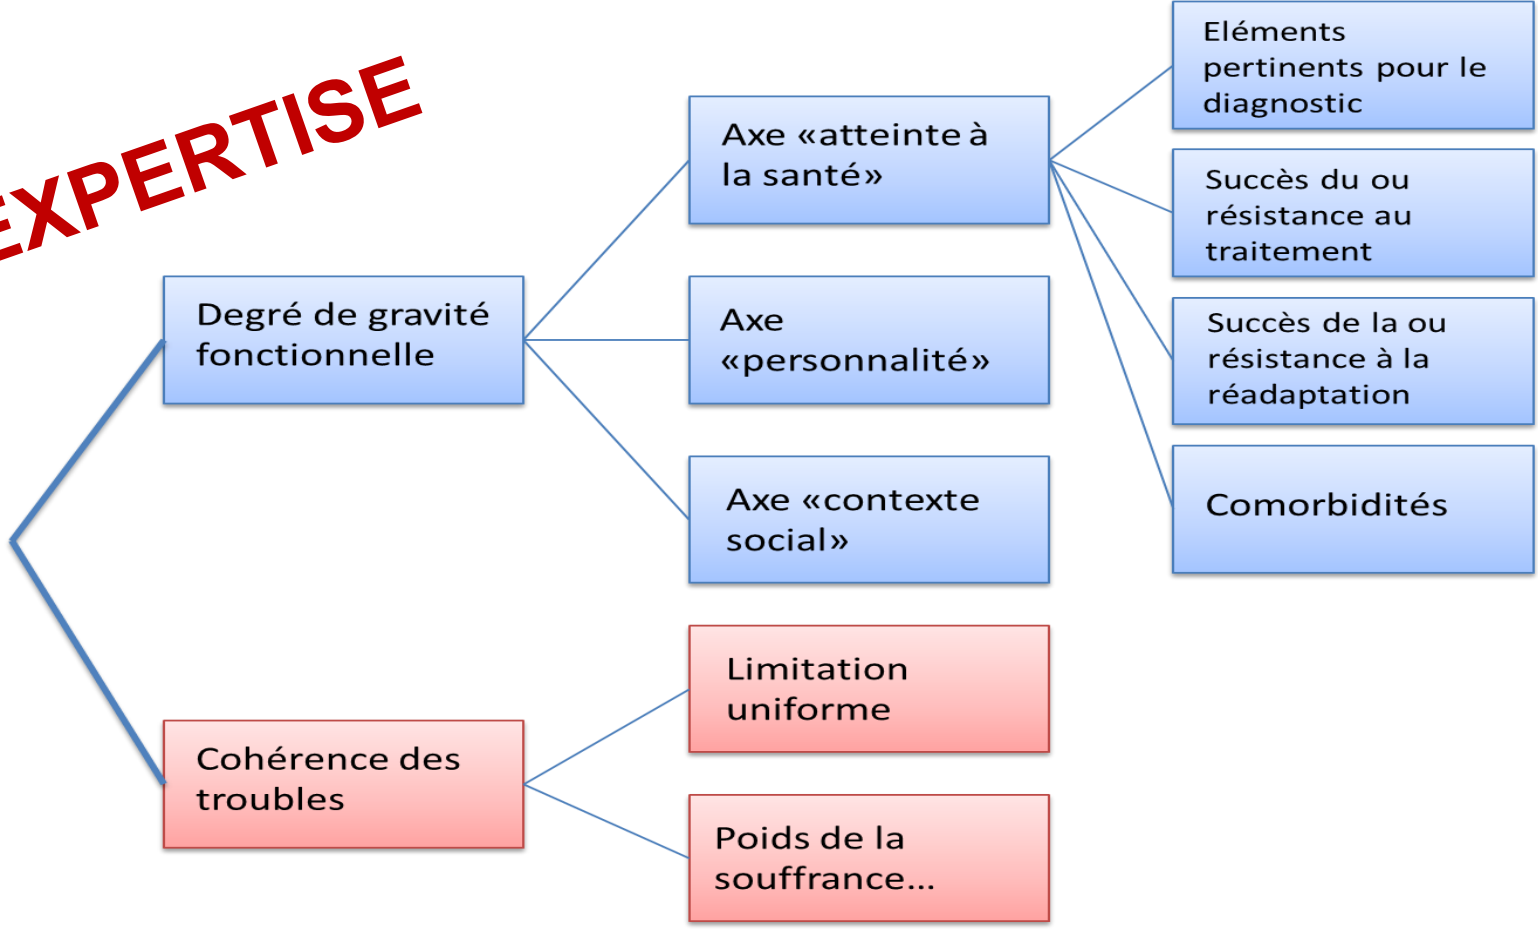 EXPERTISE
Degré de gravité
fonctionnelle
Axe «atteinte à
la santé»
Eléments
pertinents pour le
diagnostic
Succès du ou
résistance au
traitement
Succès de la ou
résistance à la
réadaptation
Comorbidités
Axe
«personnalité»
Axe «contexte
social»
Cohérence des
troubles
Limitation
uniforme
Poids de la
souffrance...